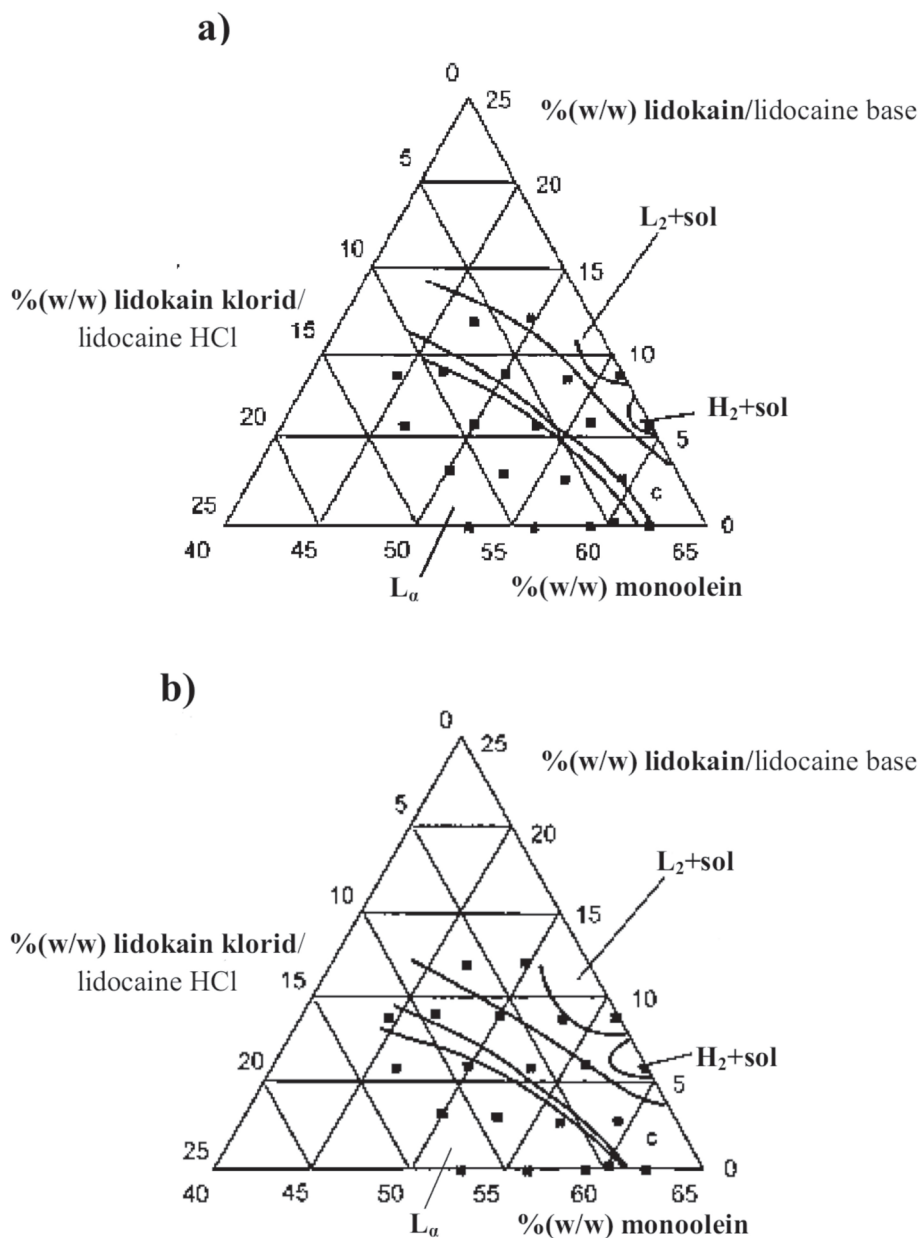 a)
0
25
%(w/w) lidokain/lidocaine base
5
20
L₂+sol
10
15
%(w/w) lidokain klorid/
lidocaine HCl
15
10
H₂+sol
20
5
c
25
0
40
45
50
55
60
65
Lα
%(w/w) monoolein
b)
0
25
%(w/w) lidokain/lidocaine base
5
20
L₂+sol
10
15
%(w/w) lidokain klorid/
lidocaine HCl
15
10
H₂+sol
20
5
c
25
0
40
45
50
55
60
65
Lα
%(w/w) monoolein